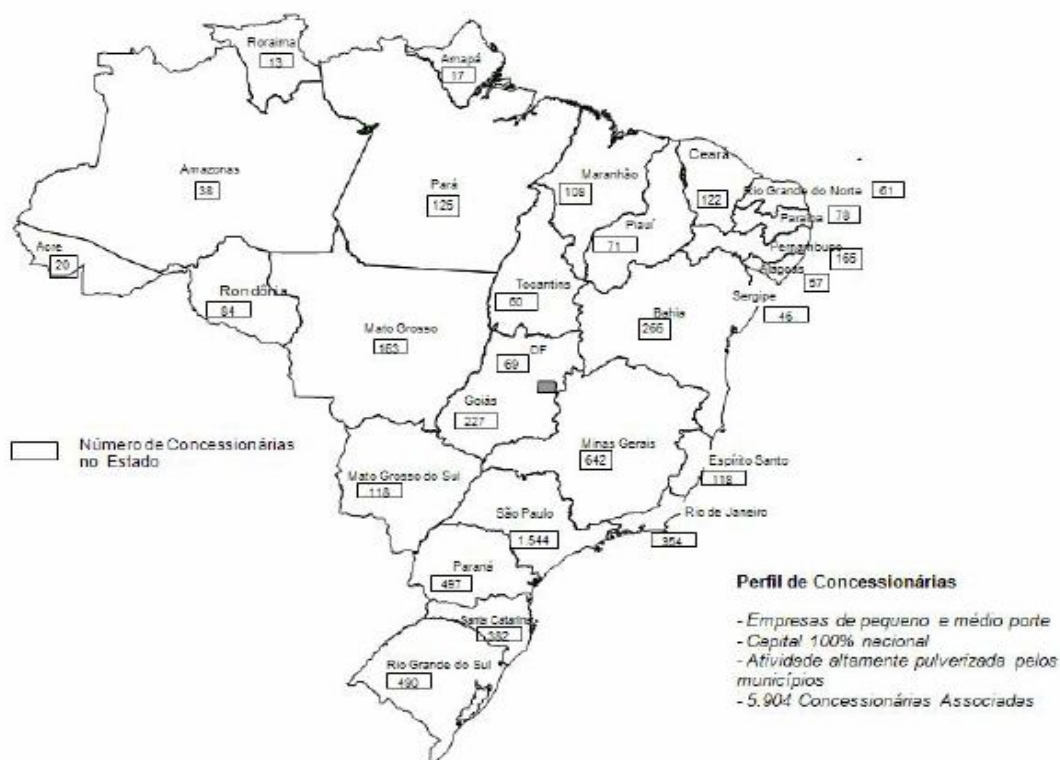 Roraima
13
Amapá
17
Amazonas
38
Pará
125
Maranhão
108
Ceará
122
Rio Grande do Norte 61
Paraíba 78
Piauí
71
Pernambuco
165
Alagoas
57
Acre
20
Rondônia
84
Tocantins
60
Sergipe
46
Bahia
266
Mato Grosso
163
DF
69
Goiás
227
Minas Gerais
642
Espírito Santo
118
Número de Concessionárias
no Estado
Mato Grosso do Sul
118
São Paulo
1.544
Rio de Janeiro
354
Paraná
497
Santa Catarina
382
Rio Grande do Sul
490
Perfil de Concessionárias
- Empresas de pequeno e médio porte
- Capital 100% nacional
- Atividade altamente pulverizada pelos
municípios
- 5.904 Concessionárias Associadas